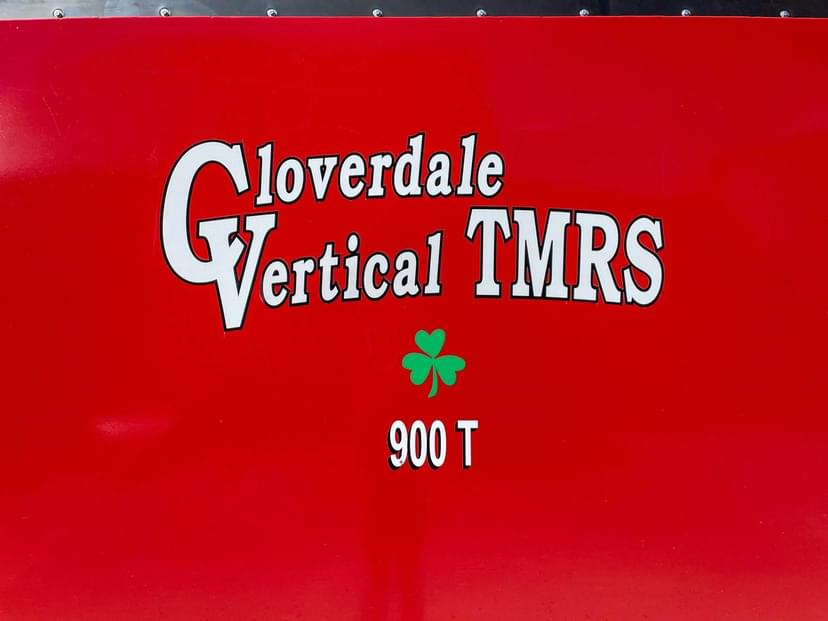 Cloverdale
Vertical TMRS
900 T